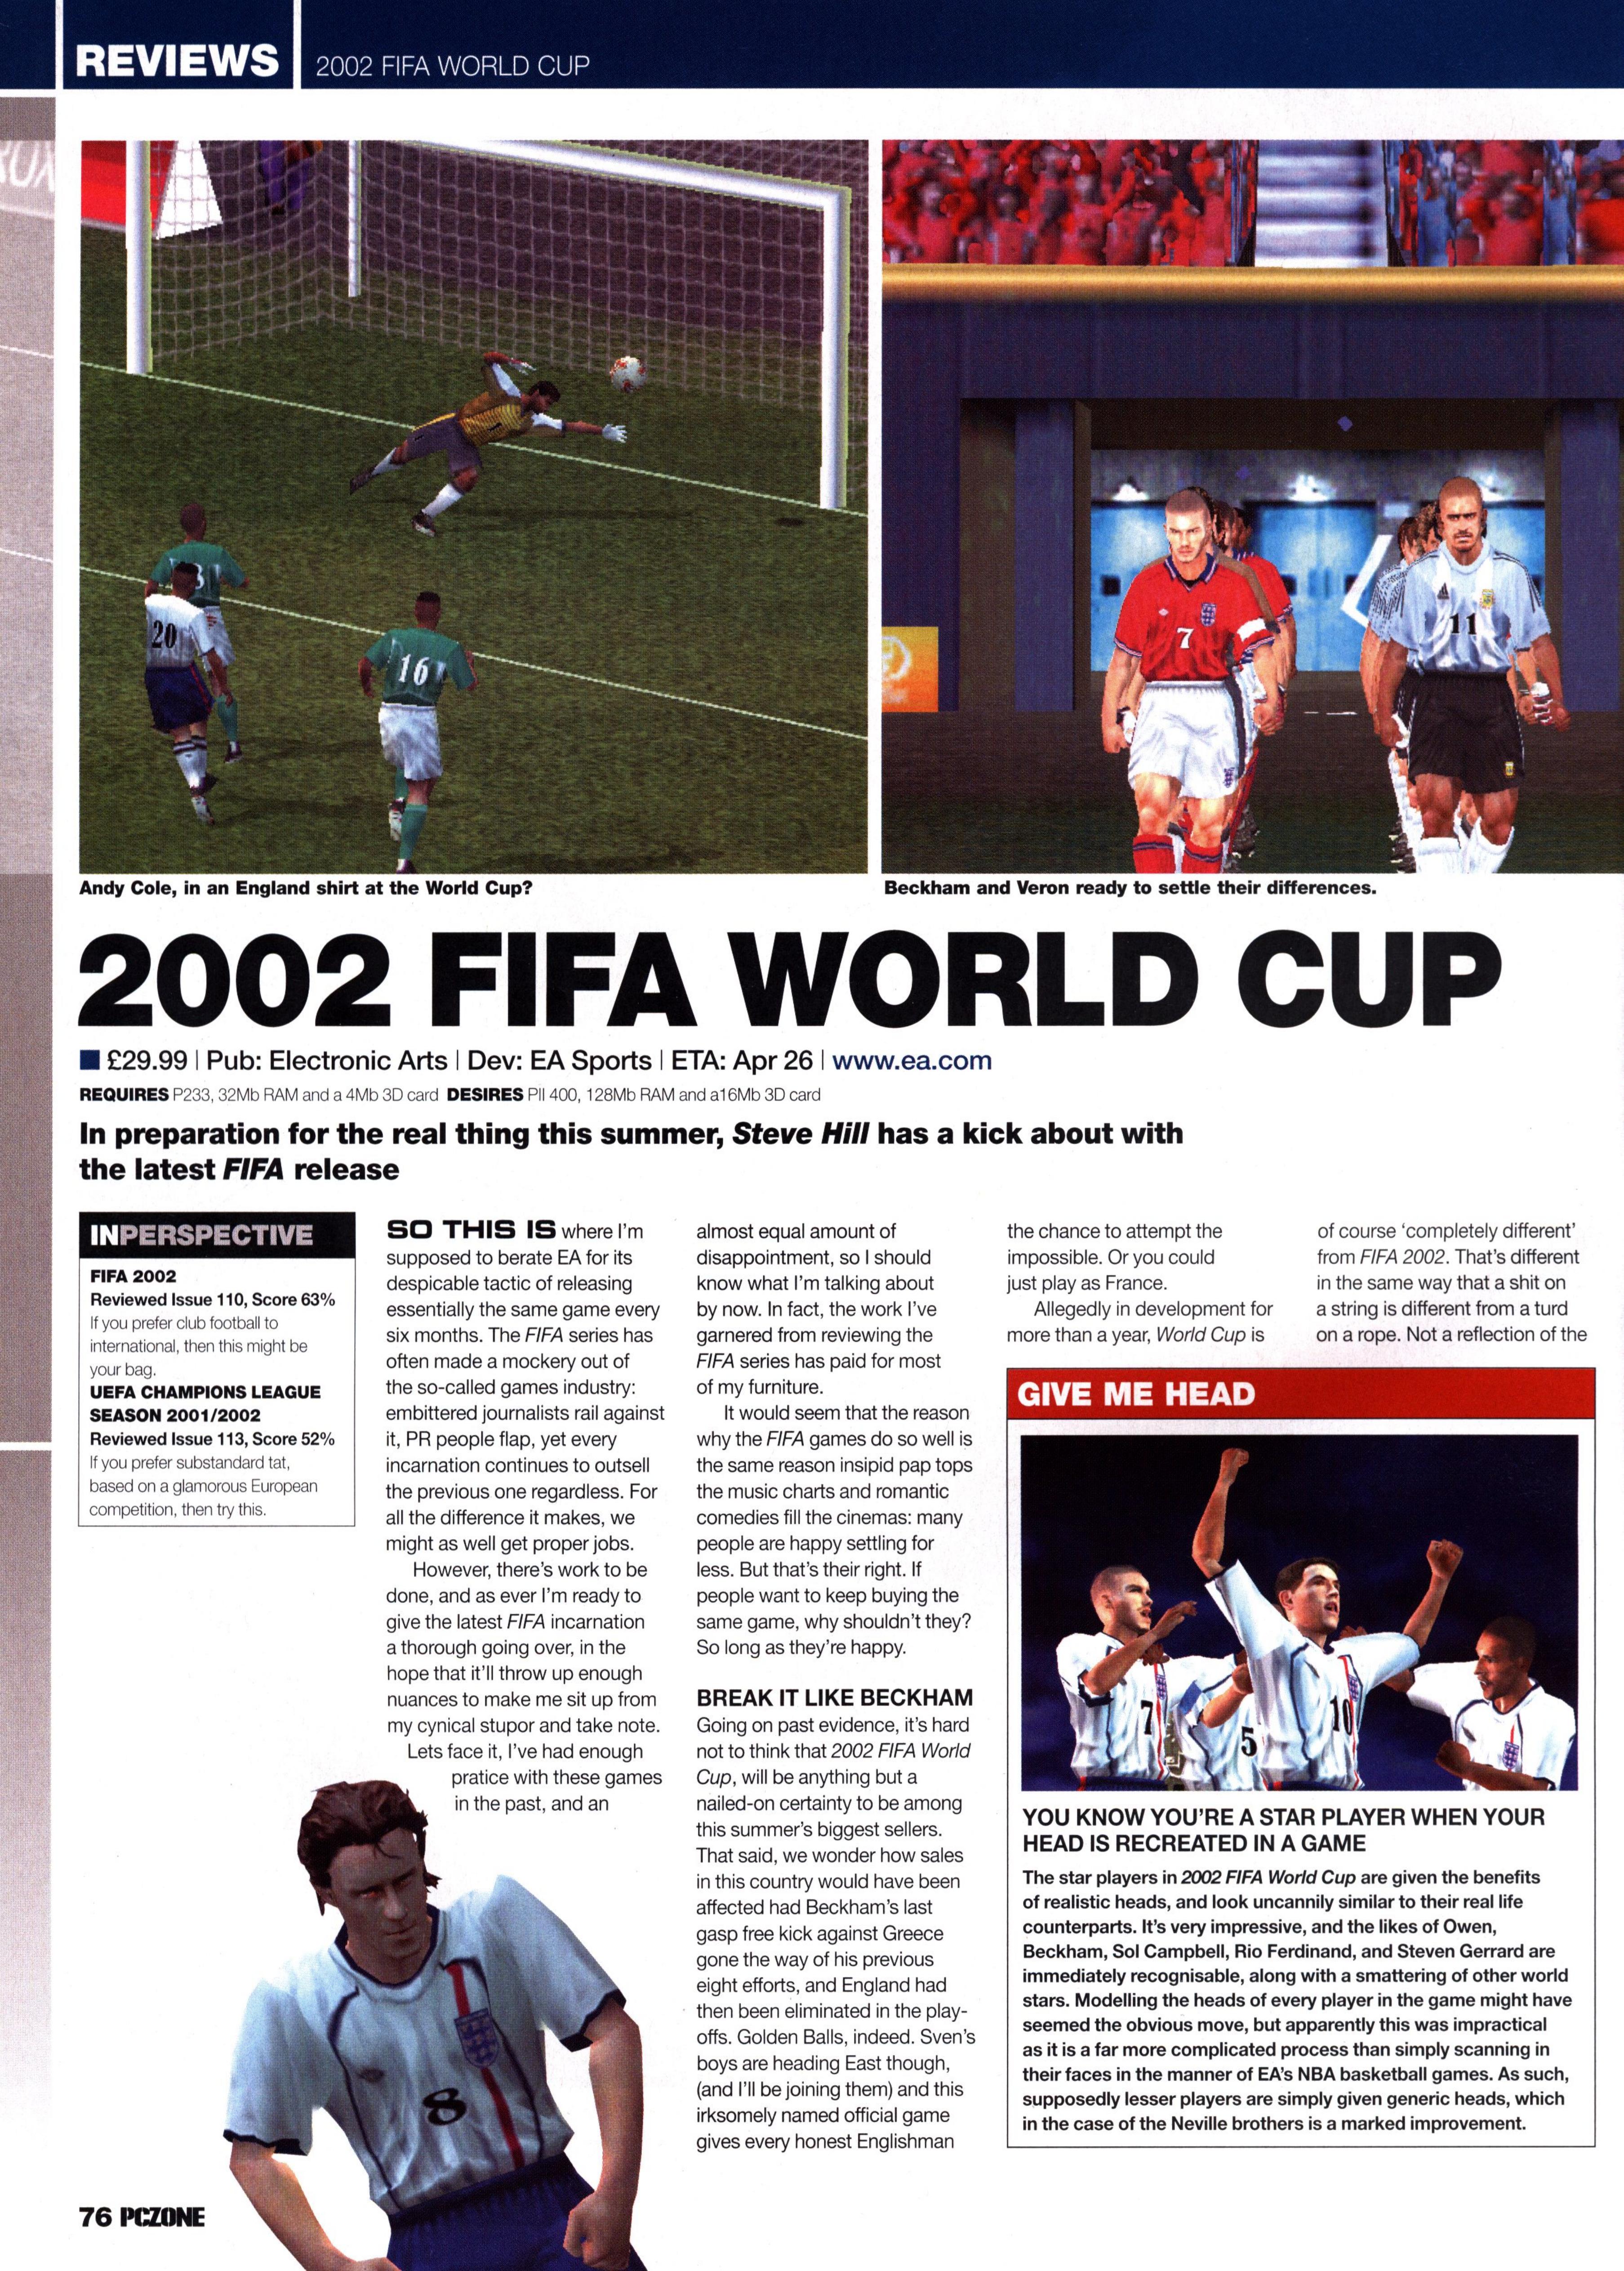 REVIEWS
2002 FIFA WORLD CUP
20
16
7
11
Andy Cole, in an England shirt at the World Cup?
Beckham and Veron ready to settle their differences.
2002 FIFA WORLD CUP
£29.99 | Pub: Electronic Arts | Dev: EA Sports | ETA: Apr 26 | www.ea.com
REQUIRES P233, 32Mb RAM and a 4Mb 3D card DESIRES PII 400, 128Mb RAM and a16Mb 3D card
In preparation for the real thing this summer, Steve Hill has a kick about with
the latest FIFA release
INPERSPECTIVE
FIFA 2002
Reviewed Issue 110, Score 63%
If you prefer club football to
international, then this might be
your bag.
UEFA CHAMPIONS LEAGUE
SEASON 2001/2002
Reviewed Issue 113, Score 52%
If you prefer substandard tat,
based on a glamorous European
competition, then try this.
SO THIS IS where I'm
supposed to berate EA for its
despicable tactic of releasing
essentially the same game every
six months. The FIFA series has
often made a mockery out of
the so-called games industry:
embittered journalists rail against
it, PR people flap, yet every
incarnation continues to outsell
the previous one regardless. For
all the difference it makes, we
might as well get proper jobs.
However, there's work to be
done, and as ever I'm ready to
give the latest FIFA incarnation
a thorough going over, in the
hope that it'll throw up enough
nuances to make me sit up from
my cynical stupor and take note.
Lets face it, I've had enough
pratice with these games
in the past, and an
8
almost equal amount of
disappointment, so I should
know what I'm talking about
by now. In fact, the work I've
garnered from reviewing the
FIFA series has paid for most
of my furniture.
It would seem that the reason
why the FIFA games do so well is
the same reason insipid pap tops
the music charts and romantic
comedies fill the cinemas: many
people are happy settling for
less. But that's their right. If
people want to keep buying the
same game, why shouldn't they?
So long as they're happy.
BREAK IT LIKE BECKHAM
Going on past evidence, it's hard
not to think that 2002 FIFA World
Cup, will be anything but a
nailed-on certainty to be among
this summer's biggest sellers.
That said, we wonder how sales
in this country would have been
affected had Beckham's last
gasp free kick against Greece
gone the way of his previous
eight efforts, and England had
then been eliminated in the play-
offs. Golden Balls, indeed. Sven's
boys are heading East though,
(and I'll be joining them) and this
irksomely named official game
gives every honest Englishman
the chance to attempt the
impossible. Or you could
just play as France.
Allegedly in development for
more than a year, World Cup is
of course 'completely different'
from FIFA 2002. That's different
in the same way that a shit on
a string is different from a turd
on a rope. Not a reflection of the
GIVE ME HEAD
7
5
10
YOU KNOW YOU'RE A STAR PLAYER WHEN YOUR
HEAD IS RECREATED IN A GAME
The star players in 2002 FIFA World Cup are given the benefits
of realistic heads, and look uncannily similar to their real life
counterparts. It's very impressive, and the likes of Owen,
Beckham, Sol Campbell, Rio Ferdinand, and Steven Gerrard are
immediately recognisable, along with a smattering of other world
stars. Modelling the heads of every player in the game might have
seemed the obvious move, but apparently this was impractical
as it is a far more complicated process than simply scanning in
their faces in the manner of EA's NBA basketball games. As such,
supposedly lesser players are simply given generic heads, which
in the case of the Neville brothers is a marked improvement.
76 PCZONE